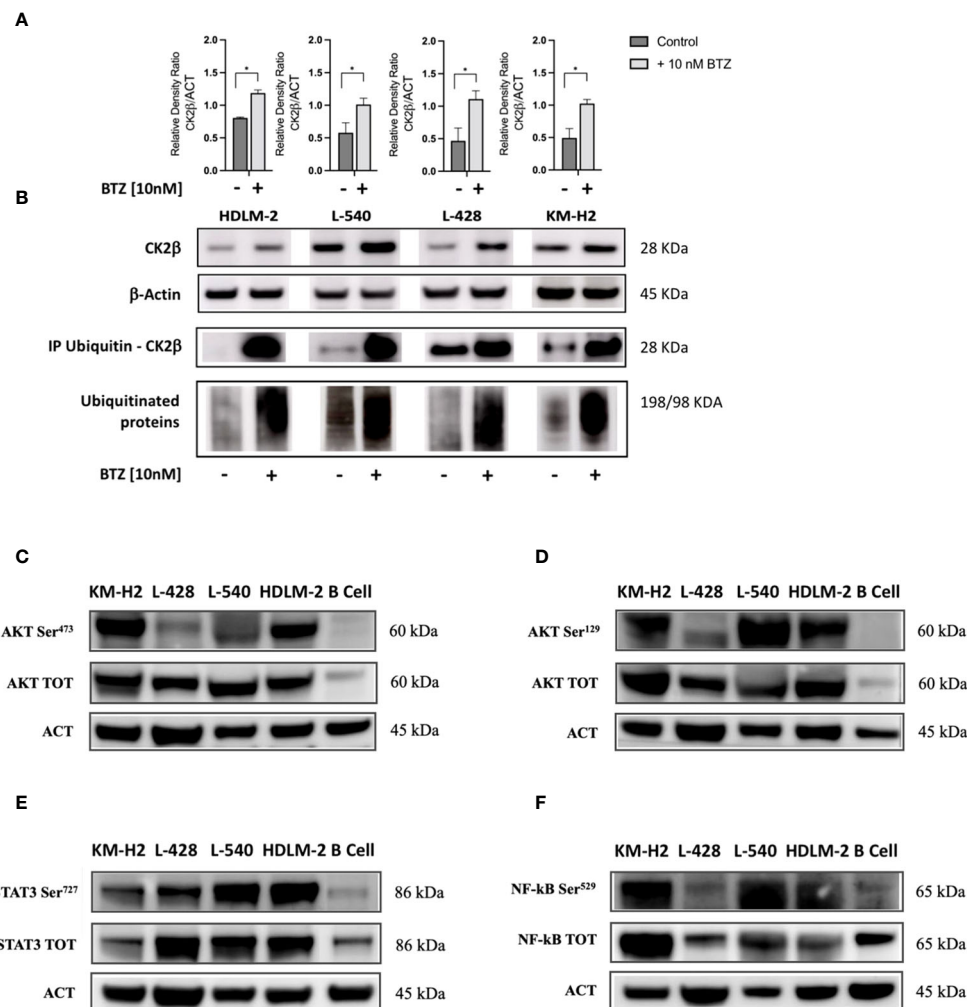 A
Relative Density Ratio
CK2β/ACT
2.0
1.5
1.0
0.5
0.0
*
Relative Density Ratio
CK2β/ACT
2.0
1.5
1.0
0.5
0.0
*
Relative Density Ratio
CK2β/ACT
2.0
1.5
1.0
0.5
0.0
*
Relative Density Ratio
CK2β/ACT
2.0
1.5
1.0
0.5
0.0
*
Control
+ 10 nM BTZ
BTZ [10nM] - + - + - + - +
B
HDLM-2 L-540 L-428 KM-H2
CK2β 28 KDa
β-Actin 45 KDa
IP Ubiquitin - CK2β 28 KDa
Ubiquitinated 198/98 KDA
proteins
BTZ [10nM] - + - + - + - +
C
KM-H2 L-428 L-540 HDLM-2 B Cell
AKT Ser473 60 kDa
AKT TOT 60 kDa
ACT 45 kDa
D
KM-H2 L-428 L-540 HDLM-2 B Cell
AKT Ser129 60 kDa
AKT TOT 60 kDa
ACT 45 kDa
E
KM-H2 L-428 L-540 HDLM-2 B Cell
STAT3 Ser727 86 kDa
STAT3 TOT 86 kDa
ACT 45 kDa
F
KM-H2 L-428 L-540 HDLM-2 B Cell
NF-kB Ser529 65 kDa
NF-kB TOT 65 kDa
ACT 45 kDa